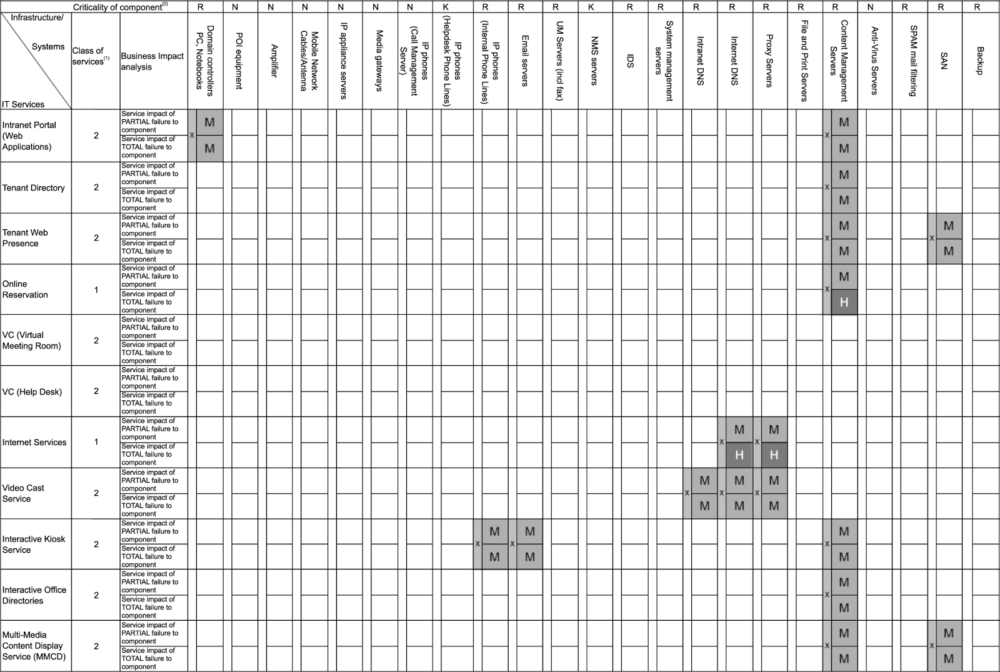 Criticality of component(2) R N N N N N N K R R R K R R R R R R R N R R R
Infrastructure/
Systems
IT Services
Class of
services(1)
Business Impact
analysis
Domain controllers
PC, Notebooks
POI equipment
Amplifier
Mobile Network
Cables/Antenna
IP appliance servers
Media gateways
IP phones
(Call Management
Server)
IP phones
(Helpdesk Phone Lines)
IP phones
(Internal Phone Lines)
Email servers
UM Servers (incl fax)
NMS servers
IDS
System management
servers
Intranet DNS
Internet DNS
Proxy Servers
File and Print Servers
Content Management
Servers
Anti-Virus Servers
SPAM mail filtering
SAN
Backup
Intranet Portal
(Web
Applications)
2
Service impact of
PARTIAL failure to
component
x M x M
Service impact of
TOTAL failure to
component
M M
Tenant Directory
2
Service impact of
PARTIAL failure to
component
x M
Service impact of
TOTAL failure to
component
M
Tenant Web
Presence
2
Service impact of
PARTIAL failure to
component
x M x M
Service impact of
TOTAL failure to
component
M M
Online
Reservation
1
Service impact of
PARTIAL failure to
component
x M
Service impact of
TOTAL failure to
component
H
VC (Virtual
Meeting Room)
2
Service impact of
PARTIAL failure to
component
Service impact of
TOTAL failure to
component
VC (Help Desk)
2
Service impact of
PARTIAL failure to
component
Service impact of
TOTAL failure to
component
Internet Services
1
Service impact of
PARTIAL failure to
component
x M x M
Service impact of
TOTAL failure to
component
H H
Video Cast
Service
2
Service impact of
PARTIAL failure to
component
x M x M x M
Service impact of
TOTAL failure to
component
M M M
Interactive Kiosk
Service
2
Service impact of
PARTIAL failure to
component
x M x M x M
Service impact of
TOTAL failure to
component
M M M
Interactive Office
Directories
2
Service impact of
PARTIAL failure to
component
x M
Service impact of
TOTAL failure to
component
M
Multi-Media
Content Display
Service (MMCD)
2
Service impact of
PARTIAL failure to
component
x M x M
Service impact of
TOTAL failure to
component
M M